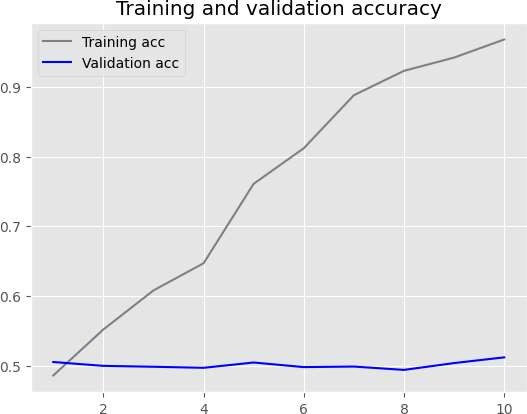 Training and validation accuracy
Training acc
Validation acc
0.9
0.8
0.7
0.6
0.5
2 4 6 8 10